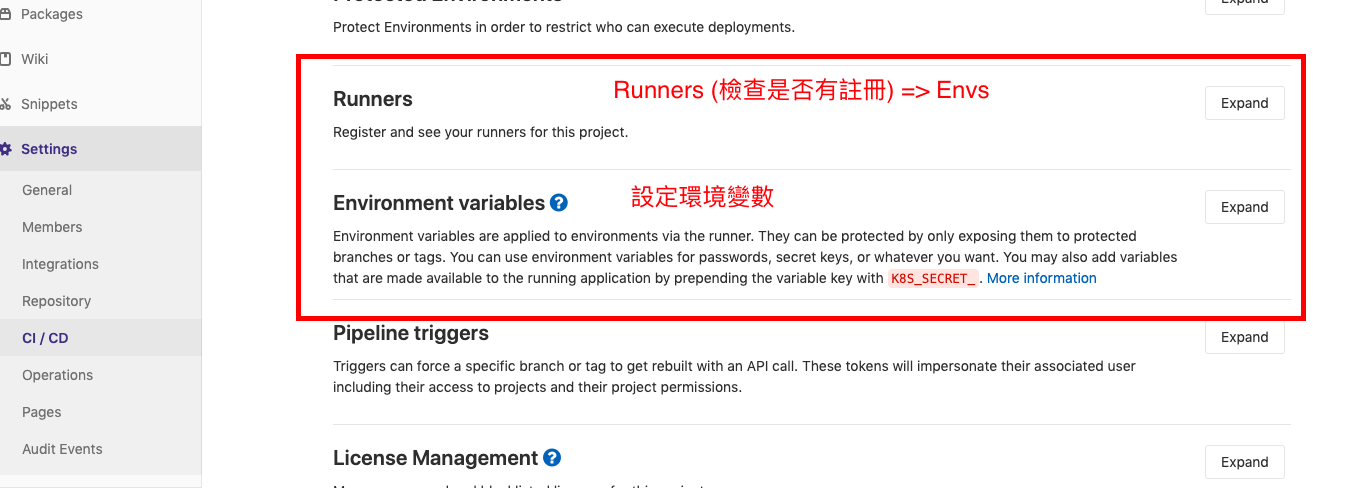 Packages
Wiki
Snippets
Settings
General
Members
Integrations
Repository
CI / CD
Operations
Pages
Audit Events
Protected Environments
Expand
Protect Environments in order to restrict who can execute deployments.
Runners
Runners (檢查是否有註冊) => Envs
Expand
Register and see your runners for this project.
Environment variables ?
設定環境變數
Expand
Environment variables are applied to environments via the runner. They can be protected by only exposing them to protected
branches or tags. You can use environment variables for passwords, secret keys, or whatever you want. You may also add variables
that are made available to the running application by prepending the variable key with K8S_SECRET_. More information
Pipeline triggers
Expand
Triggers can force a specific branch or tag to get rebuilt with an API call. These tokens will impersonate their associated user
including their access to projects and their project permissions.
License Management ?
Expand